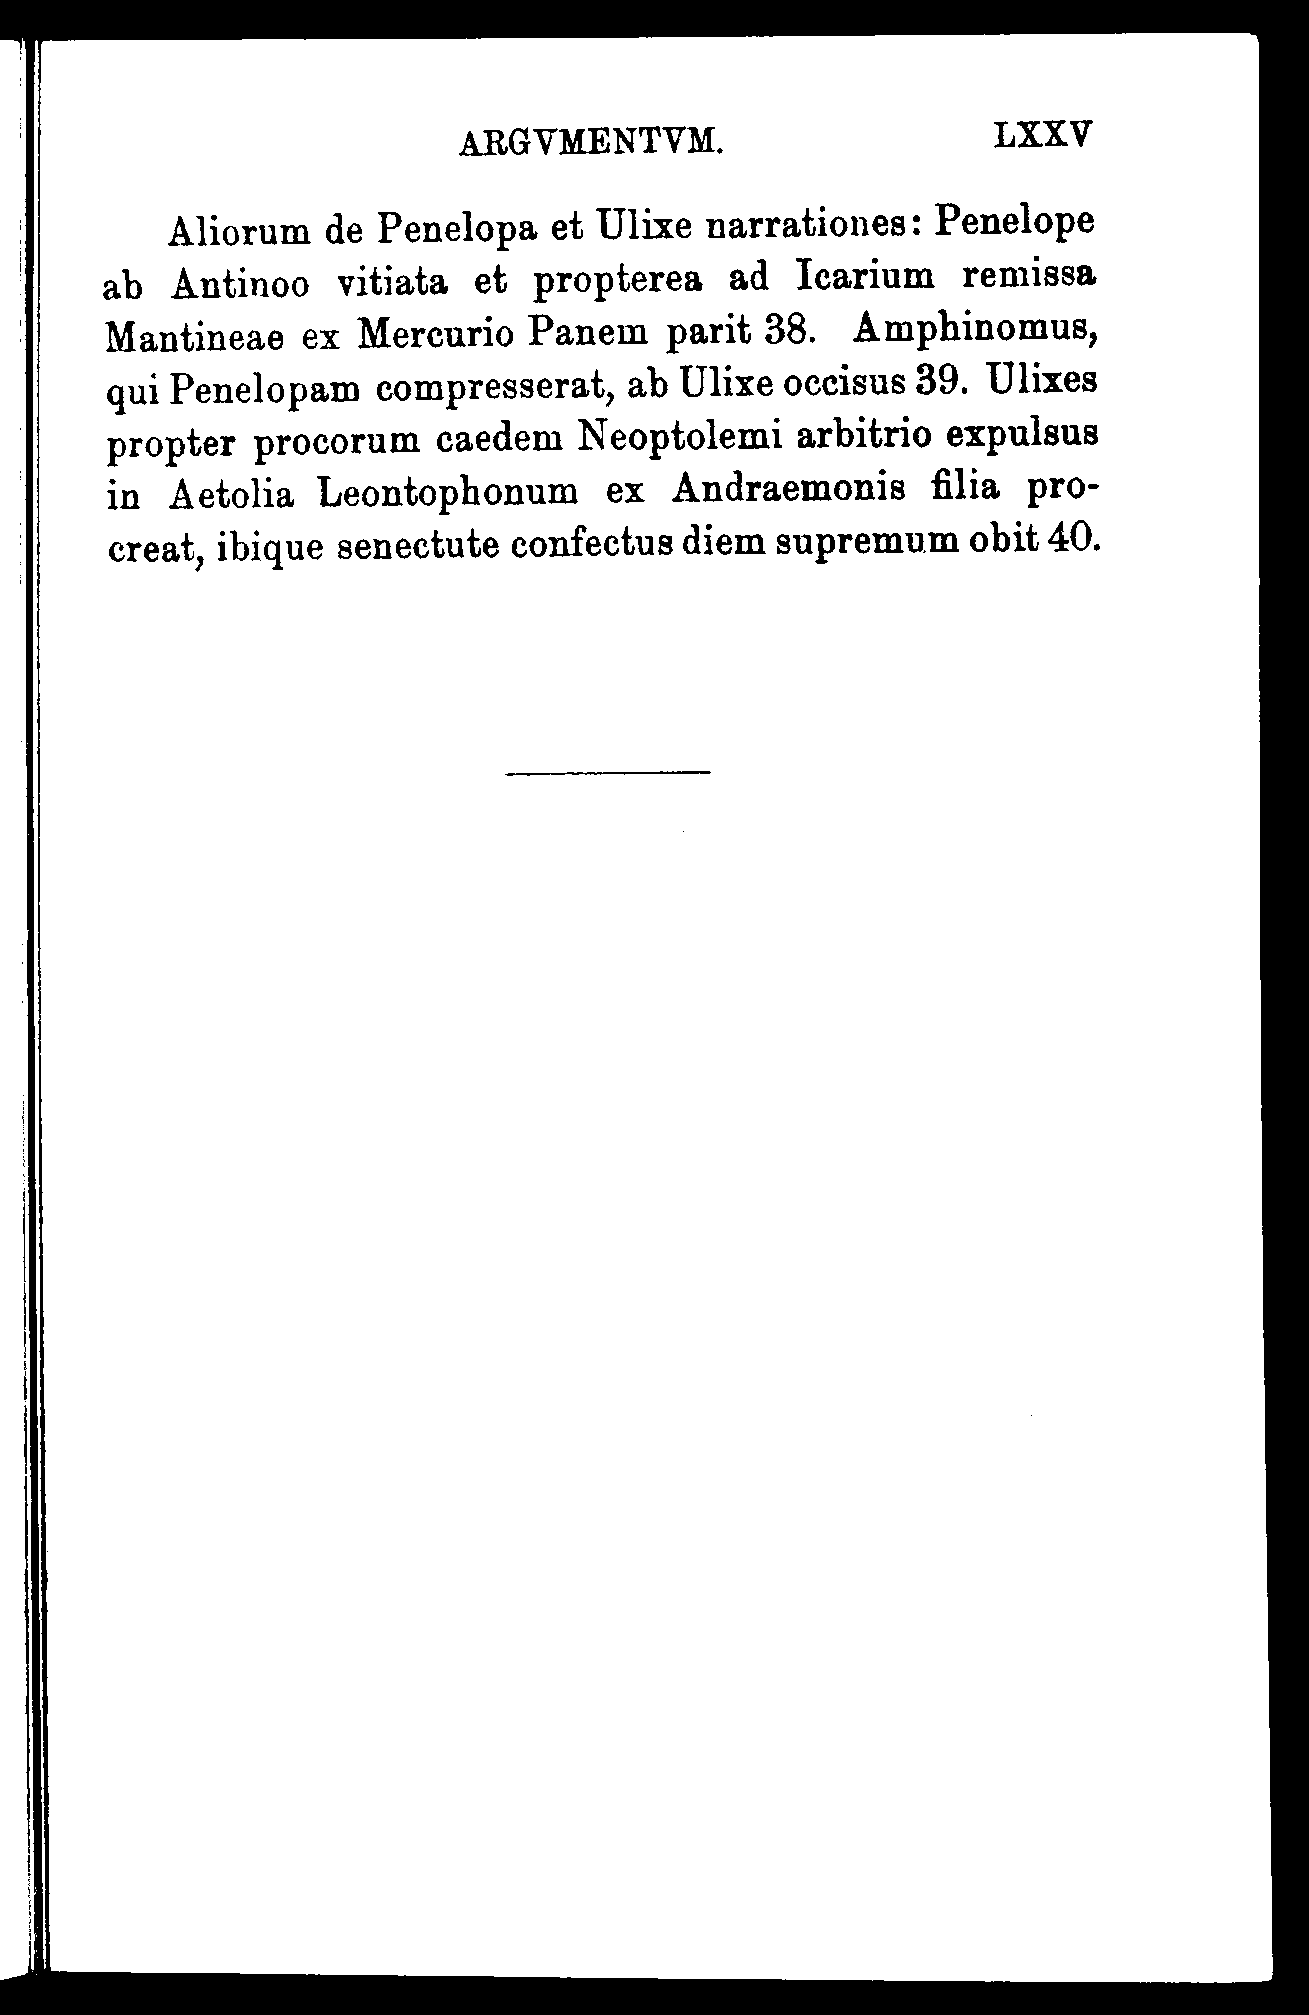 ARGVMENTVM. LXXV
Aliorum de Penelopa et Ulixe narrationes: Penelope
ab Antinoo vitiata et propterea ad Icarium remissa
Mantineae ex Mercurio Panem parit 38. Amphinomus,
qui Penelopam compresserat, ab Ulixe occisus 39. Ulixes
propter procorum caedem Neoptolemi arbitrio expulsus
in Aetolia Leontophonum ex Andraemonis filia pro-
creat, ibique senectute confectus diem supremum obit 40.